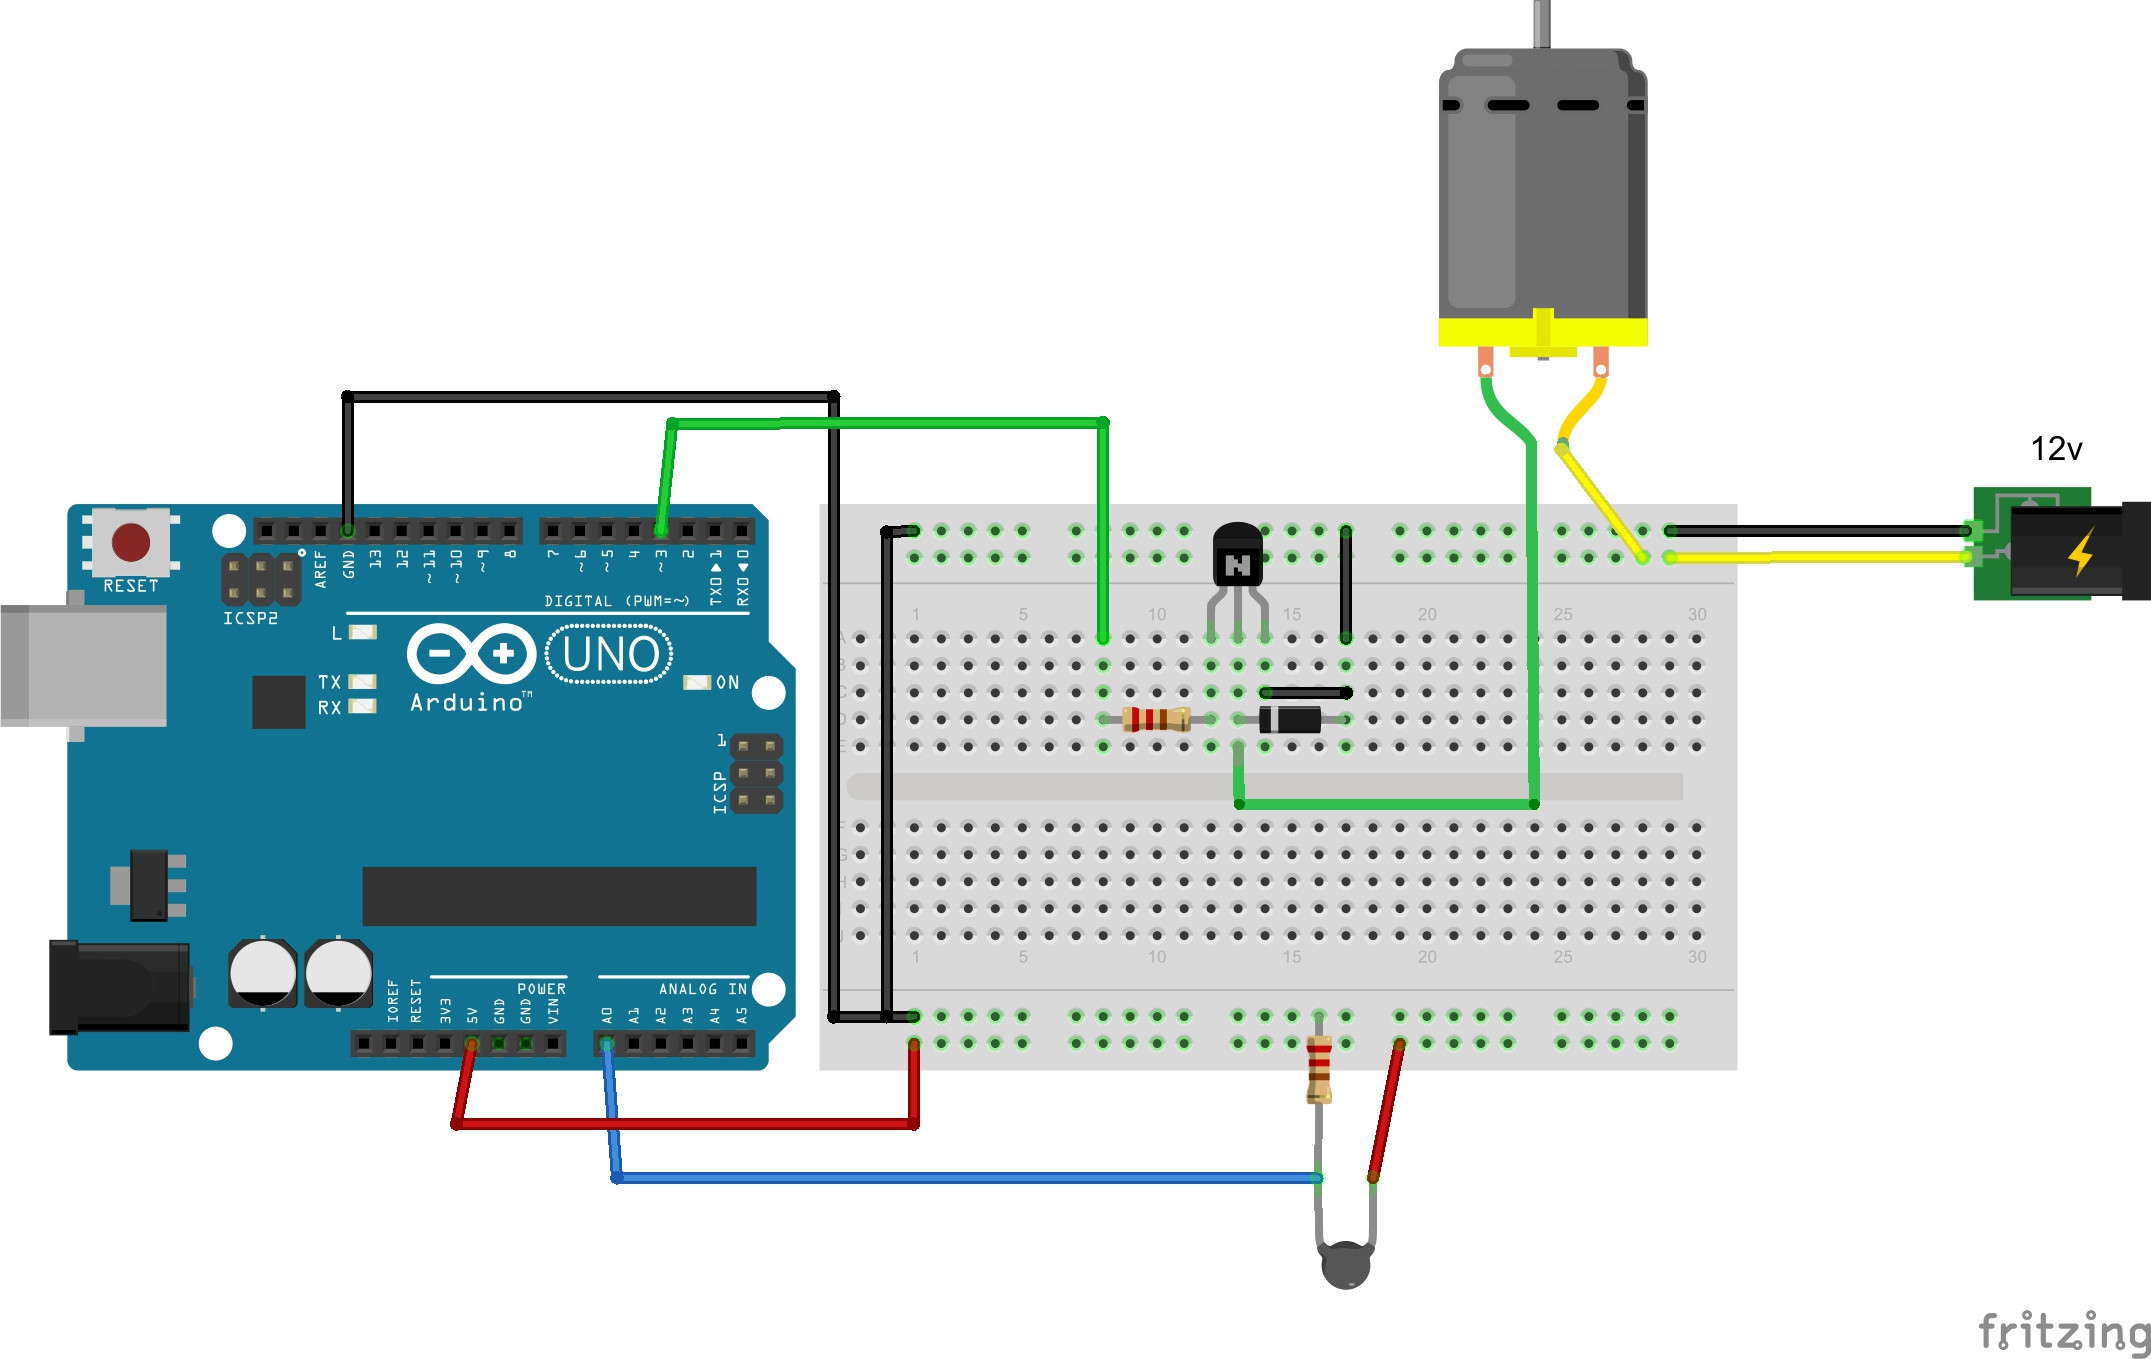 12v
RESET
ICSP2
AREF
GND
13
12
~11
~10
~9
8
7
~6
~5
4
~3
2
TX0▶1
RX0◀0
DIGITAL (PWM=~)
L
TX
RX
UNO
Arduino™
ON
1
ICSP
N
1 5 10 15 20 25 30
A
B
C
D
E
F
G
H
J
1 5 10 15 20 25 30
POWER
ANALOG IN
IOREF
RESET
3V3
5V
GND
GND
VIN
A0
A1
A2
A3
A4
A5
fritzing